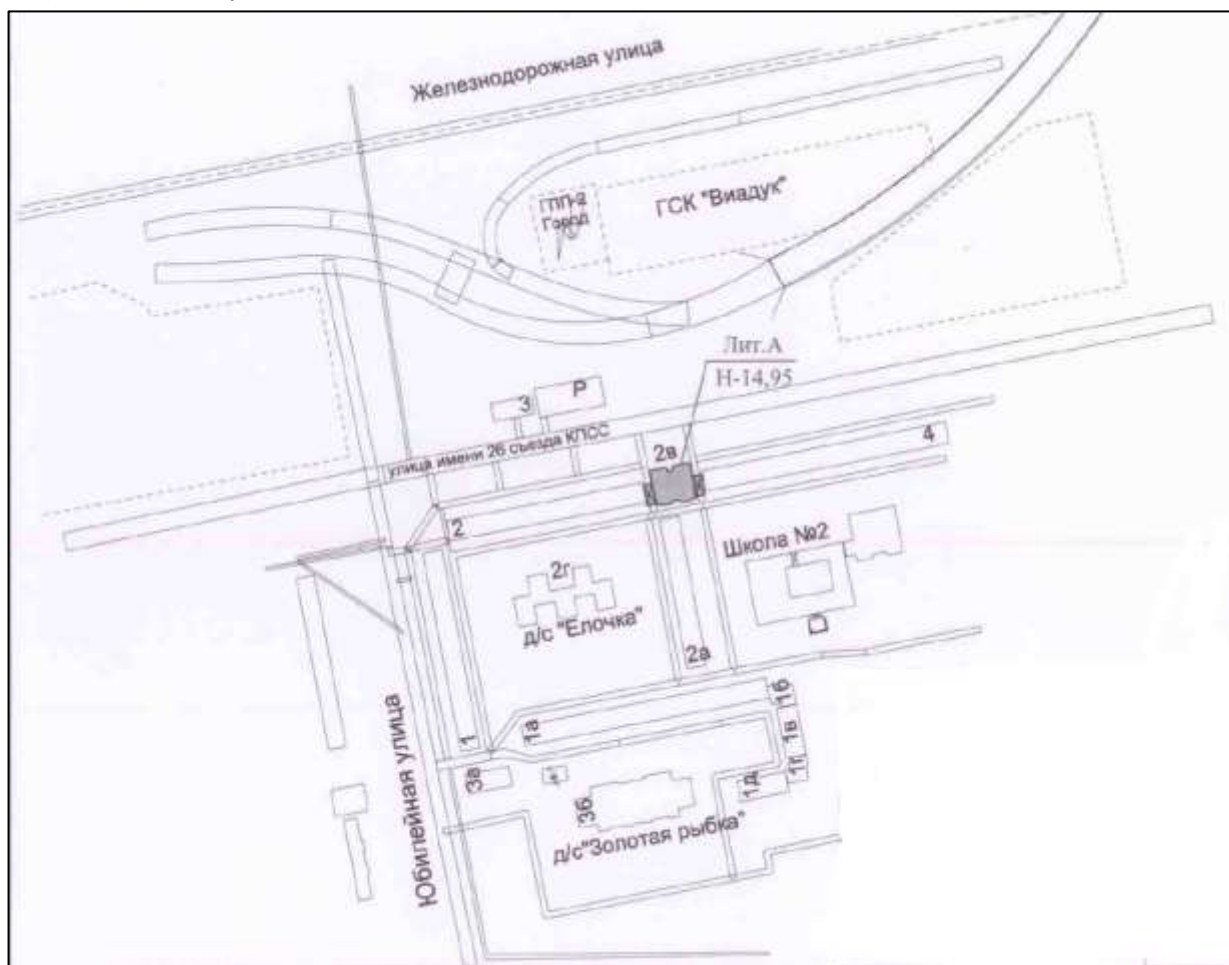 Железнодорожная улица
ГПП-2
Город
ГСК "Виадук"
Лит.А
Н-14,95
3
Р
улица имени 26 съезда КПСС
2в
4
2
Школа №2
2г
д/с "Елочка"
2а
Юбилейная улица
1
1а
1б
1в
1г
1д
3а
3б
д/с"Золотая рыбка"